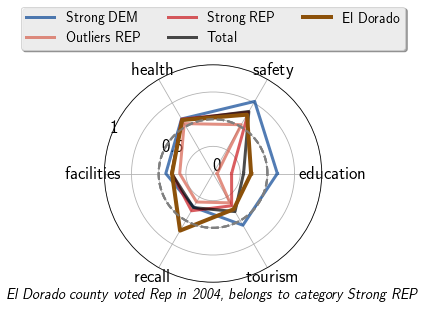 Strong DEM
Strong REP
El Dorado
Outliers REP
Total
health
safety
1
0.5
0
facilities
education
recall
tourism
El Dorado county voted Rep in 2004, belongs to category Strong REP